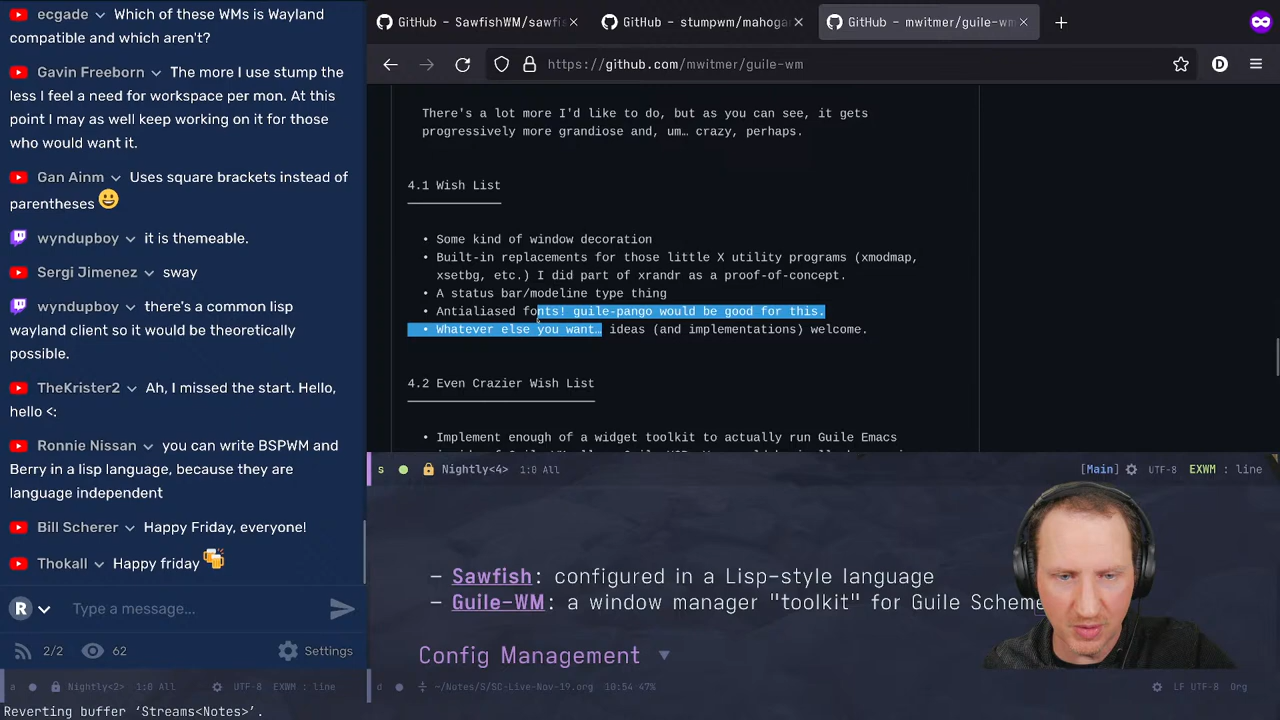 ecgade Which of these WMs is Wayland
compatible and which aren't?
Gavin Freeborn The more I use stump the
less I feel a need for workspace per mon. At this
point I may as well keep working on it for those
who would want it.
Gan Ainm Uses square brackets instead of
parentheses
wyndupboy it is themeable.
Sergi Jimenez sway
wyndupboy there's a common lisp
wayland client so it would be theoretically
possible.
TheKrister2 Ah, I missed the start. Hello,
hello <:
Ronnie Nissan you can write BSPWM and
Berry in a lisp language, because they are
language independent
Bill Scherer Happy Friday, everyone!
Thokall Happy friday
R Type a message...
2/2 62 Settings
a Nightly<2> 1:0 All UTF-8 EXWM : line
Reverting buffer ‘Streams<Notes>’.
GitHub – SawfishWM/sawfi
GitHub – stumpwm/mahoga
GitHub – mwitmer/guile-wm
https://github.com/mwitmer/guile-wm
D
There's a lot more I'd like to do, but as you can see, it gets
progressively more grandiose and, um… crazy, perhaps.
4.1 Wish List
• Some kind of window decoration
• Built-in replacements for those little X utility programs (xmodmap,
xsetbg, etc.) I did part of xrandr as a proof-of-concept.
• A status bar/modeline type thing
• Antialiased fonts! guile-pango would be good for this.
• Whatever else you want… ideas (and implementations) welcome.
4.2 Even Crazier Wish List
• Implement enough of a widget toolkit to actually run Guile Emacs
s Nightly<4> 1:0 All [Main] UTF-8 EXWM : line
– Sawfish: configured in a Lisp-style language
– Guile-WM: a window manager "toolkit" for Guile Scheme
Config Management ▾
d ~/Notes/S/SC-Live-Nov-19.org 10:54 47% LF UTF-8 Org